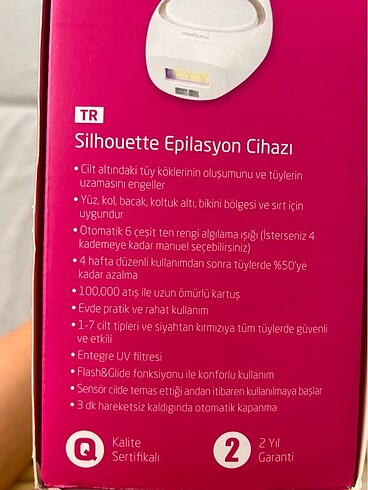 TR
Silhouette Epilasyon Cihazı
• Cilt altındaki tüy köklerinin oluşumunu ve tüylerin
uzamasını engeller
• Yüz, kol, bacak, koltuk altı, bikini bölgesi ve sırt için
uygundur
• Otomatik 6 çeşit ten rengi algılama ışığı (İsterseniz 4
kademeye kadar manuel seçebilirsiniz)
• 4 hafta düzenli kullanımdan sonra tüylerde %50'ye
kadar azalma
• 100,000 atış ile uzun ömürlü kartuş
• Evde pratik ve rahat kullanım
• 1-7 cilt tipleri ve siyahtan kırmızıya tüm tüylerde güvenli
ve etkili
• Entegre UV filtresi
• Flash&Glide fonksiyonu ile konforlu kullanım
• Sensör cilde temas ettiği andan itibaren kullanılmaya başlar
• 3 dk hareketsiz kaldığında otomatik kapanma
Q Kalite
Sertifikalı
2 2 Yıl
Garanti